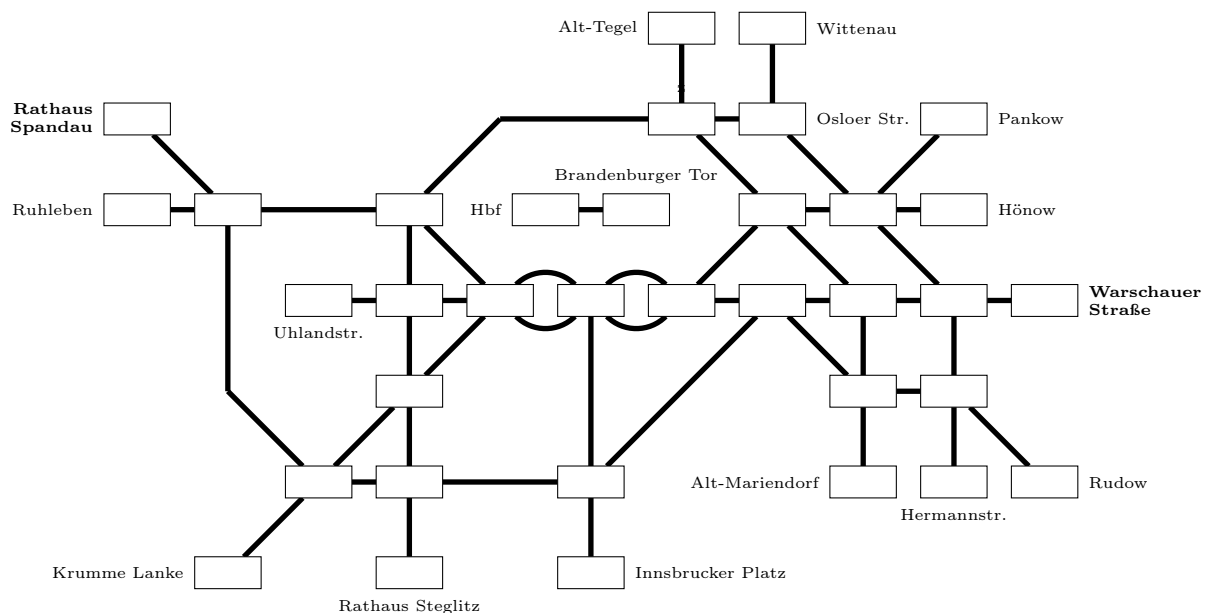 Alt-Tegel
Wittenau
Rathaus
Spandau
Osloer Str.
Pankow
Brandenburger Tor
Ruhleben
Hbf
Hönow
Uhlandstr.
Warschauer
Straße
Alt-Mariendorf
Rudow
Hermannstr.
Krumme Lanke
Innsbrucker Platz
Rathaus Steglitz